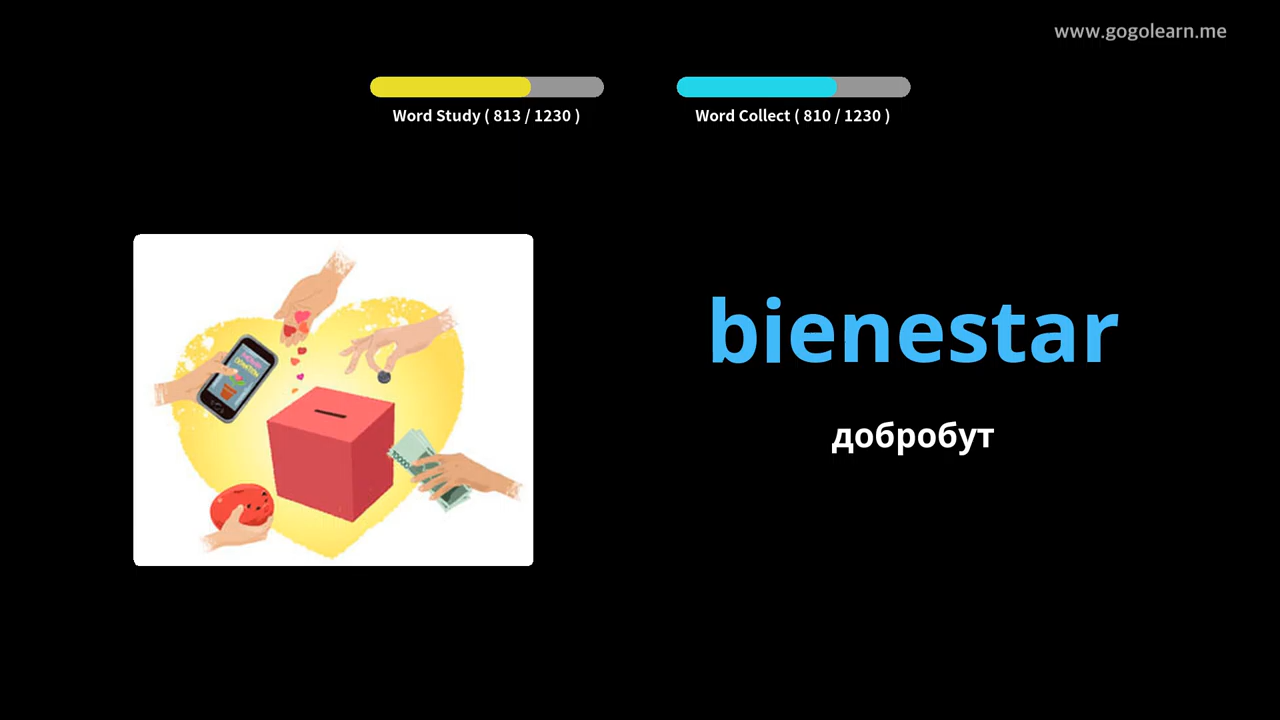 www.gogolearn.me
Word Study ( 813 / 1230 )
Word Collect ( 810 / 1230 )
bienestar
добробут